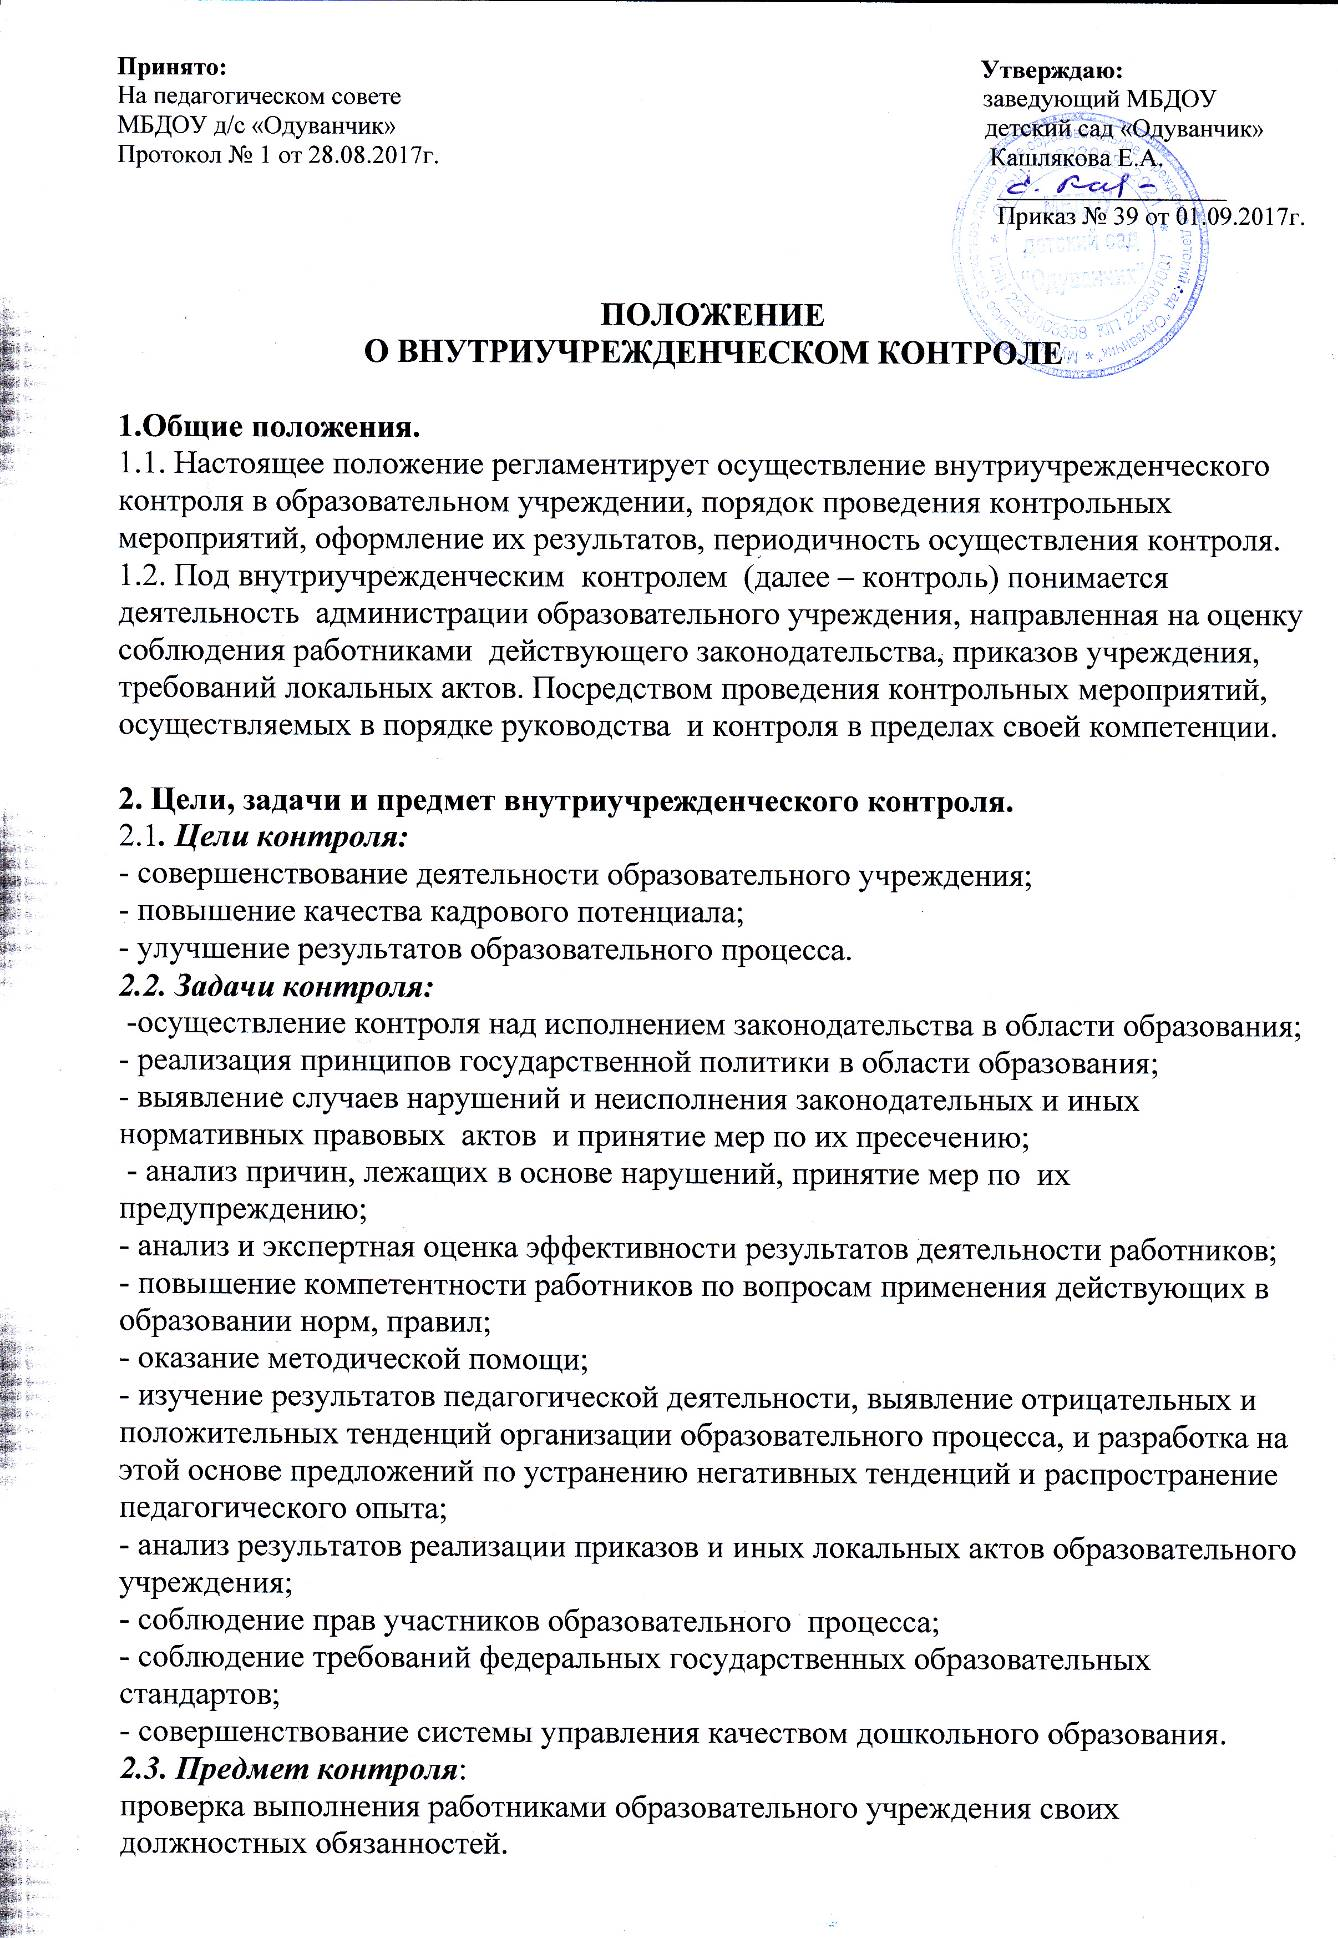 Принято:
На педагогическом совете
МБДОУ д/с «Одуванчик»
Протокол № 1 от 28.08.2017г.
Утверждаю:
заведующий МБДОУ
детский сад «Одуванчик»
Кашлякова Е.А.
Приказ № 39 от 01.09.2017г.
детский сад
"Одуванчик"
ПОЛОЖЕНИЕ
О ВНУТРИУЧРЕЖДЕНЧЕСКОМ КОНТРОЛЕ
1.Общие положения.
1.1. Настоящее положение регламентирует осуществление внутриучрежденческого
контроля в образовательном учреждении, порядок проведения контрольных
мероприятий, оформление их результатов, периодичность осуществления контроля.
1.2. Под внутриучрежденческим контролем (далее – контроль) понимается
деятельность администрации образовательного учреждения, направленная на оценку
соблюдения работниками действующего законодательства, приказов учреждения,
требований локальных актов. Посредством проведения контрольных мероприятий,
осуществляемых в порядке руководства и контроля в пределах своей компетенции.
2. Цели, задачи и предмет внутриучрежденческого контроля.
2.1. Цели контроля:
- совершенствование деятельности образовательного учреждения;
- повышение качества кадрового потенциала;
- улучшение результатов образовательного процесса.
2.2. Задачи контроля:
-осуществление контроля над исполнением законодательства в области образования;
- реализация принципов государственной политики в области образования;
- выявление случаев нарушений и неисполнения законодательных и иных
нормативных правовых актов и принятие мер по их пресечению;
- анализ причин, лежащих в основе нарушений, принятие мер по их
предупреждению;
- анализ и экспертная оценка эффективности результатов деятельности работников;
- повышение компетентности работников по вопросам применения действующих в
образовании норм, правил;
- оказание методической помощи;
- изучение результатов педагогической деятельности, выявление отрицательных и
положительных тенденций организации образовательного процесса, и разработка на
этой основе предложений по устранению негативных тенденций и распространение
педагогического опыта;
- анализ результатов реализации приказов и иных локальных актов образовательного
учреждения;
- соблюдение прав участников образовательного процесса;
- соблюдение требований федеральных государственных образовательных
стандартов;
- совершенствование системы управления качеством дошкольного образования.
2.3. Предмет контроля:
проверка выполнения работниками образовательного учреждения своих
должностных обязанностей.